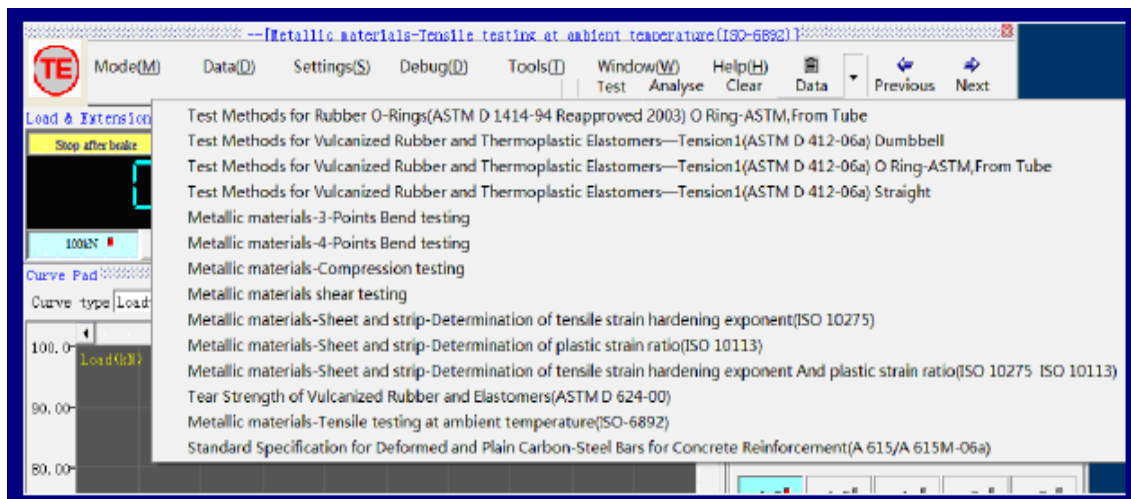 --[Metallic materials-Tensile testing at ambient temperature(ISO-6892)]
TE
Mode(M) Data(D) Settings(S) Debug(D) Tools(T) Window(W) Help(H)
Test Analyse Clear Data Previous Next
Load & Extension
Stop after brake
100kN
Curve Pad
Curve type Load
100.0
Load(kN)
90.00
80.00
Test Methods for Rubber O-Rings(ASTM D 1414-94 Reapproved 2003) O Ring-ASTM,From Tube
Test Methods for Vulcanized Rubber and Thermoplastic Elastomers—Tension1(ASTM D 412-06a) Dumbbell
Test Methods for Vulcanized Rubber and Thermoplastic Elastomers—Tension1(ASTM D 412-06a) O Ring-ASTM,From Tube
Test Methods for Vulcanized Rubber and Thermoplastic Elastomers—Tension1(ASTM D 412-06a) Straight
Metallic materials-3-Points Bend testing
Metallic materials-4-Points Bend testing
Metallic materials-Compression testing
Metallic materials shear testing
Metallic materials-Sheet and strip-Determination of tensile strain hardening exponent(ISO 10275)
Metallic materials-Sheet and strip-Determination of plastic strain ratio(ISO 10113)
Metallic materials-Sheet and strip-Determination of tensile strain hardening exponent And plastic strain ratio(ISO 10275 ISO 10113)
Tear Strength of Vulcanized Rubber and Elastomers(ASTM D 624-00)
Metallic materials-Tensile testing at ambient temperature(ISO-6892)
Standard Specification for Deformed and Plain Carbon-Steel Bars for Concrete Reinforcement(A 615/A 615M-06a)